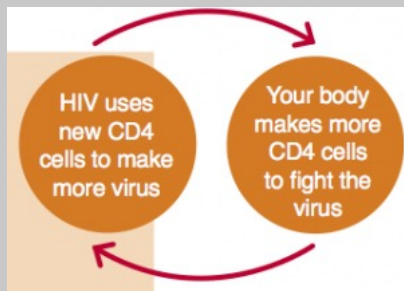 HIV uses
new CD4
cells to make
more virus
Your body
makes more
CD4 cells
to fight the
virus